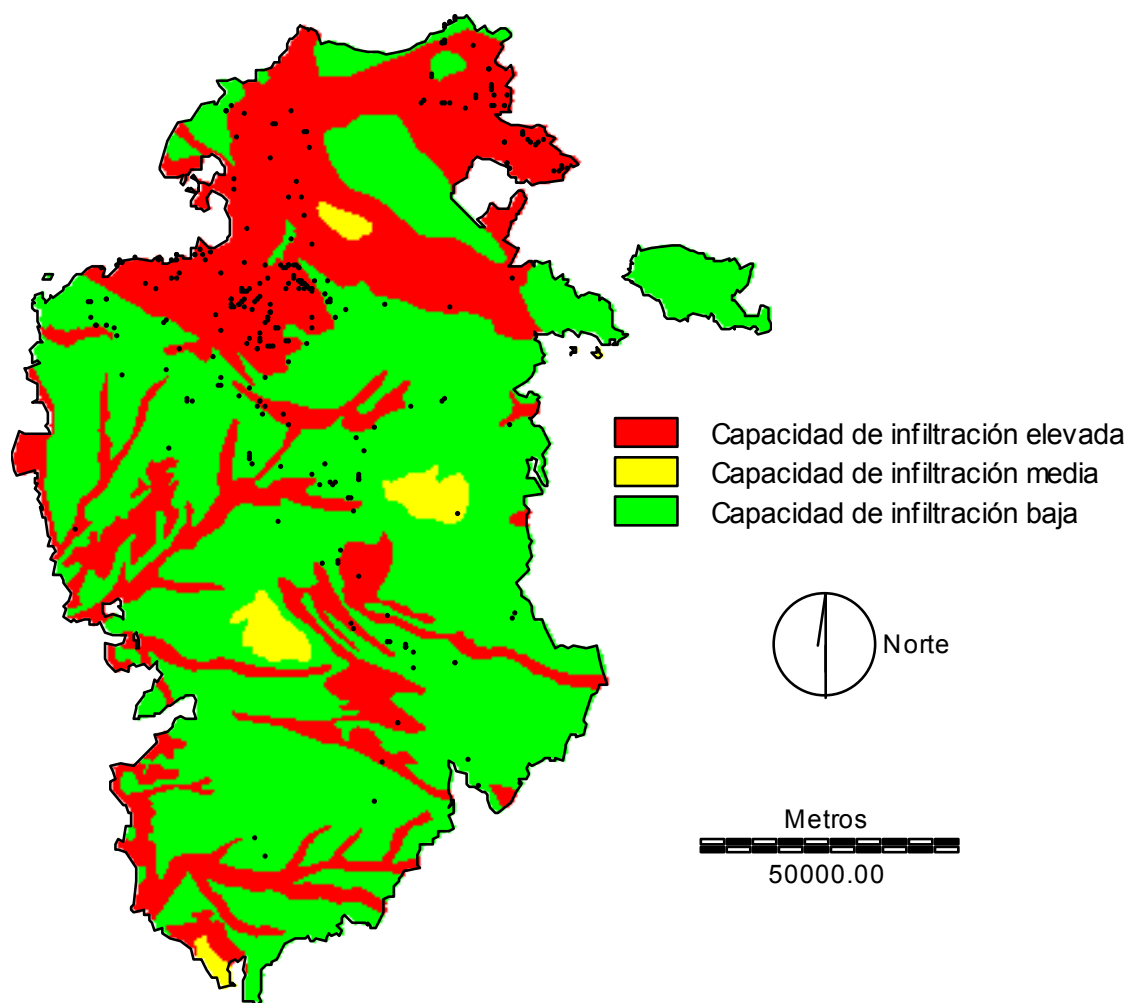 Capacidad de infiltración elevada
Capacidad de infiltración media
Capacidad de infiltración baja
Norte
Metros
50000.00